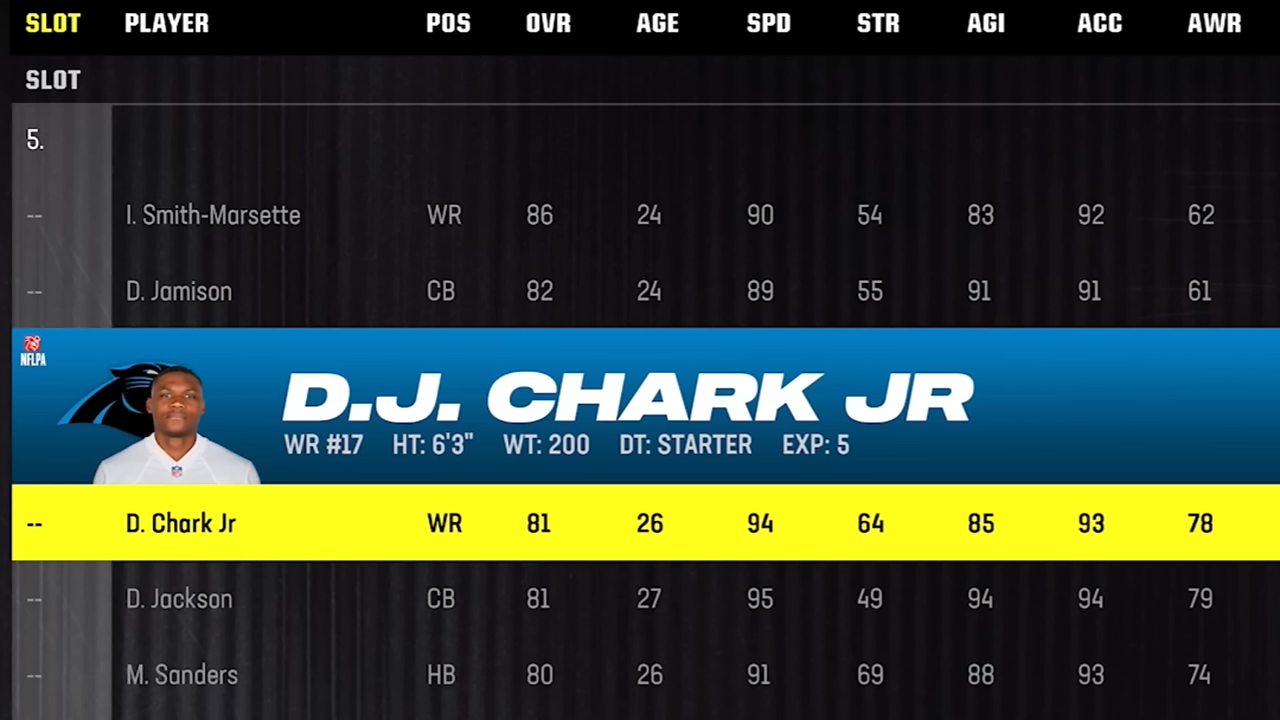 SLOT PLAYER POS OVR AGE SPD STR AGI ACC AWR
SLOT
5.
-- I. Smith-Marsette WR 86 24 90 54 83 92 62
-- D. Jamison CB 82 24 89 55 91 91 61
NFLPA
D.J. CHARK JR
WR #17 HT: 6'3" WT: 200 DT: STARTER EXP: 5
-- D. Chark Jr WR 81 26 94 64 85 93 78
-- D. Jackson CB 81 27 95 49 94 94 79
-- M. Sanders HB 80 26 91 69 88 93 74